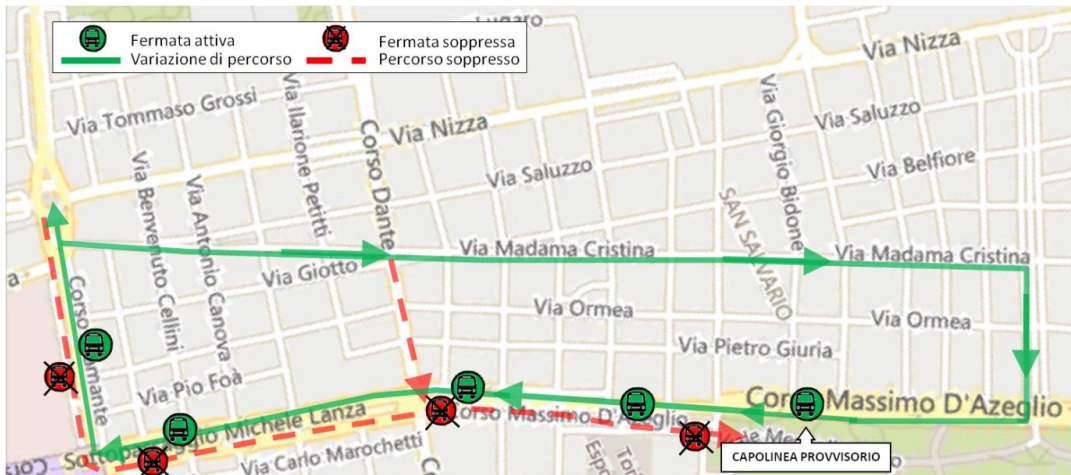 Fermata attiva
Fermata soppressa
Variazione di percorso
Percorso soppresso
Via Nizza
Via Tommaso Grossi
Via Ilarione Petitti
Corso Dante
Via Nizza
Via Saluzzo
Via Giorgio Bidone
Via Saluzzo
Via Belfiore
Via Benvenuto Cellini
Via Antonio Canova
SAN SALVARIO
Via Madama Cristina
Via Madama Cristina
Via Giotto
Via Ormea
Via Ormea
Via Pietro Giuria
Via Pio Foà
Corso Massimo D'Azeglio
Corso Massimo D'Azeglio
Sottopassaggio Michele Lanza
Via Carlo Marochetti
CAPOLINEA PROVVISORIO